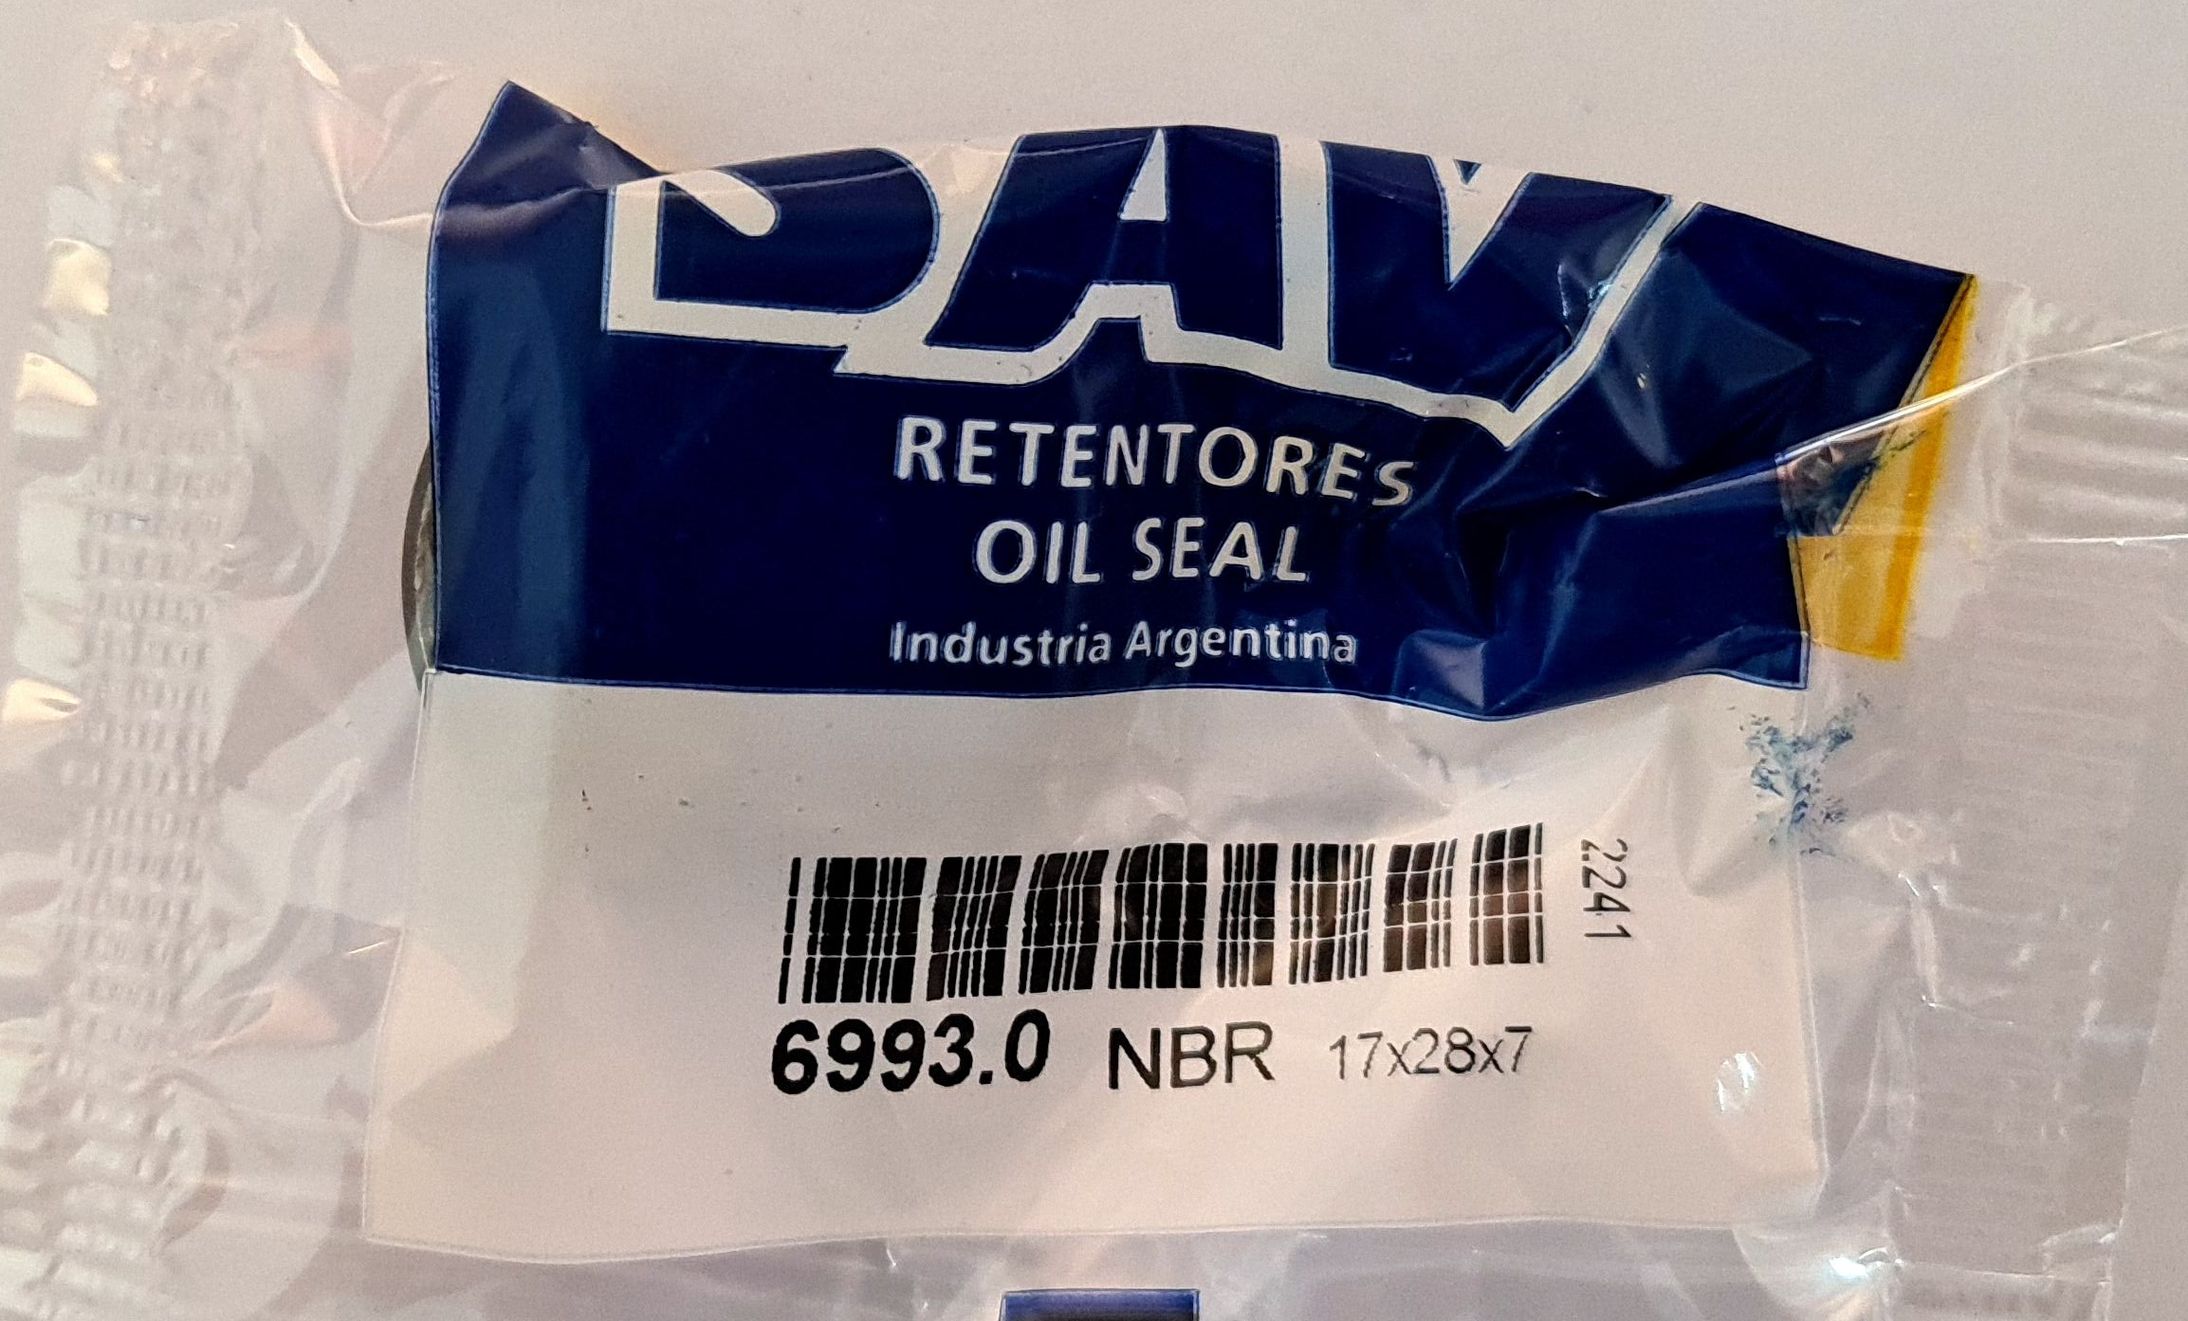 DAV
RETENTORES
OIL SEAL
Industria Argentina
2241
6993.0 NBR 17x28x7